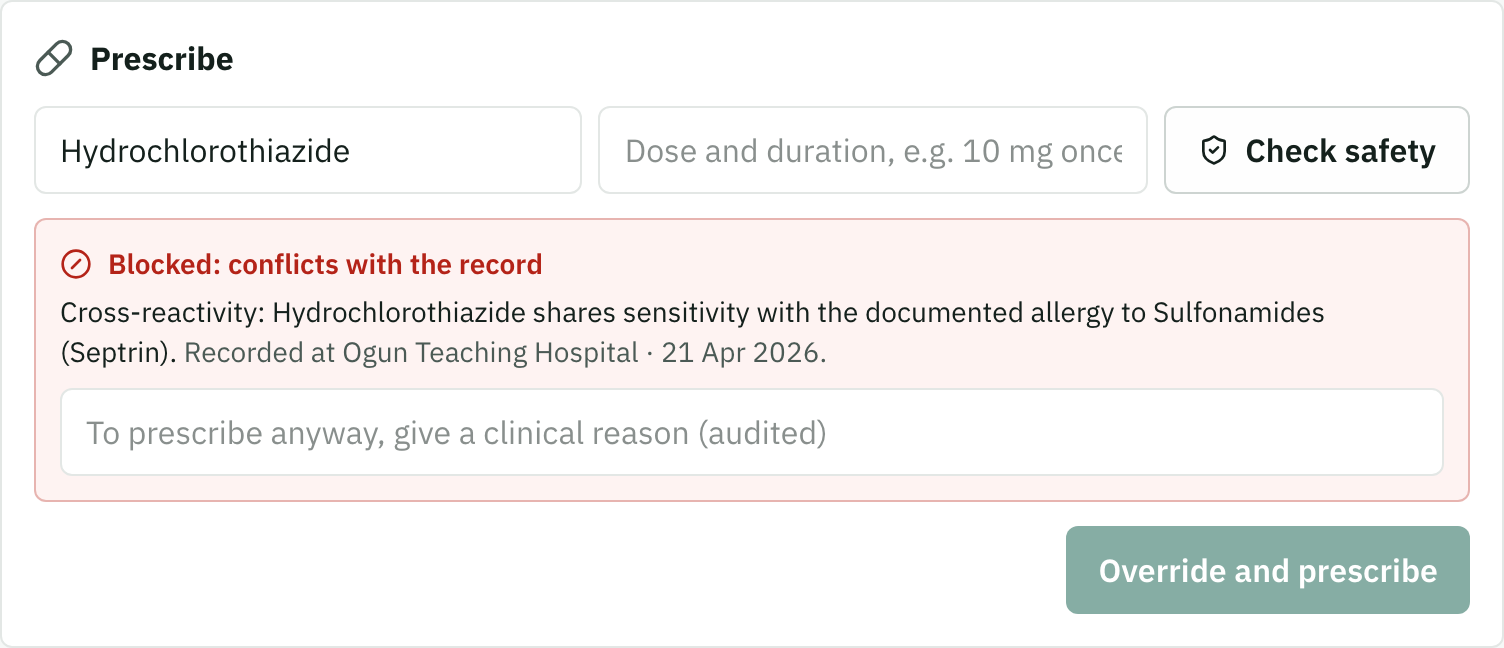 Prescribe
Hydrochlorothiazide
Dose and duration, e.g. 10 mg once
Check safety
Blocked: conflicts with the record
Cross-reactivity: Hydrochlorothiazide shares sensitivity with the documented allergy to Sulfonamides
(Septrin). Recorded at Ogun Teaching Hospital · 21 Apr 2026.
To prescribe anyway, give a clinical reason (audited)
Override and prescribe